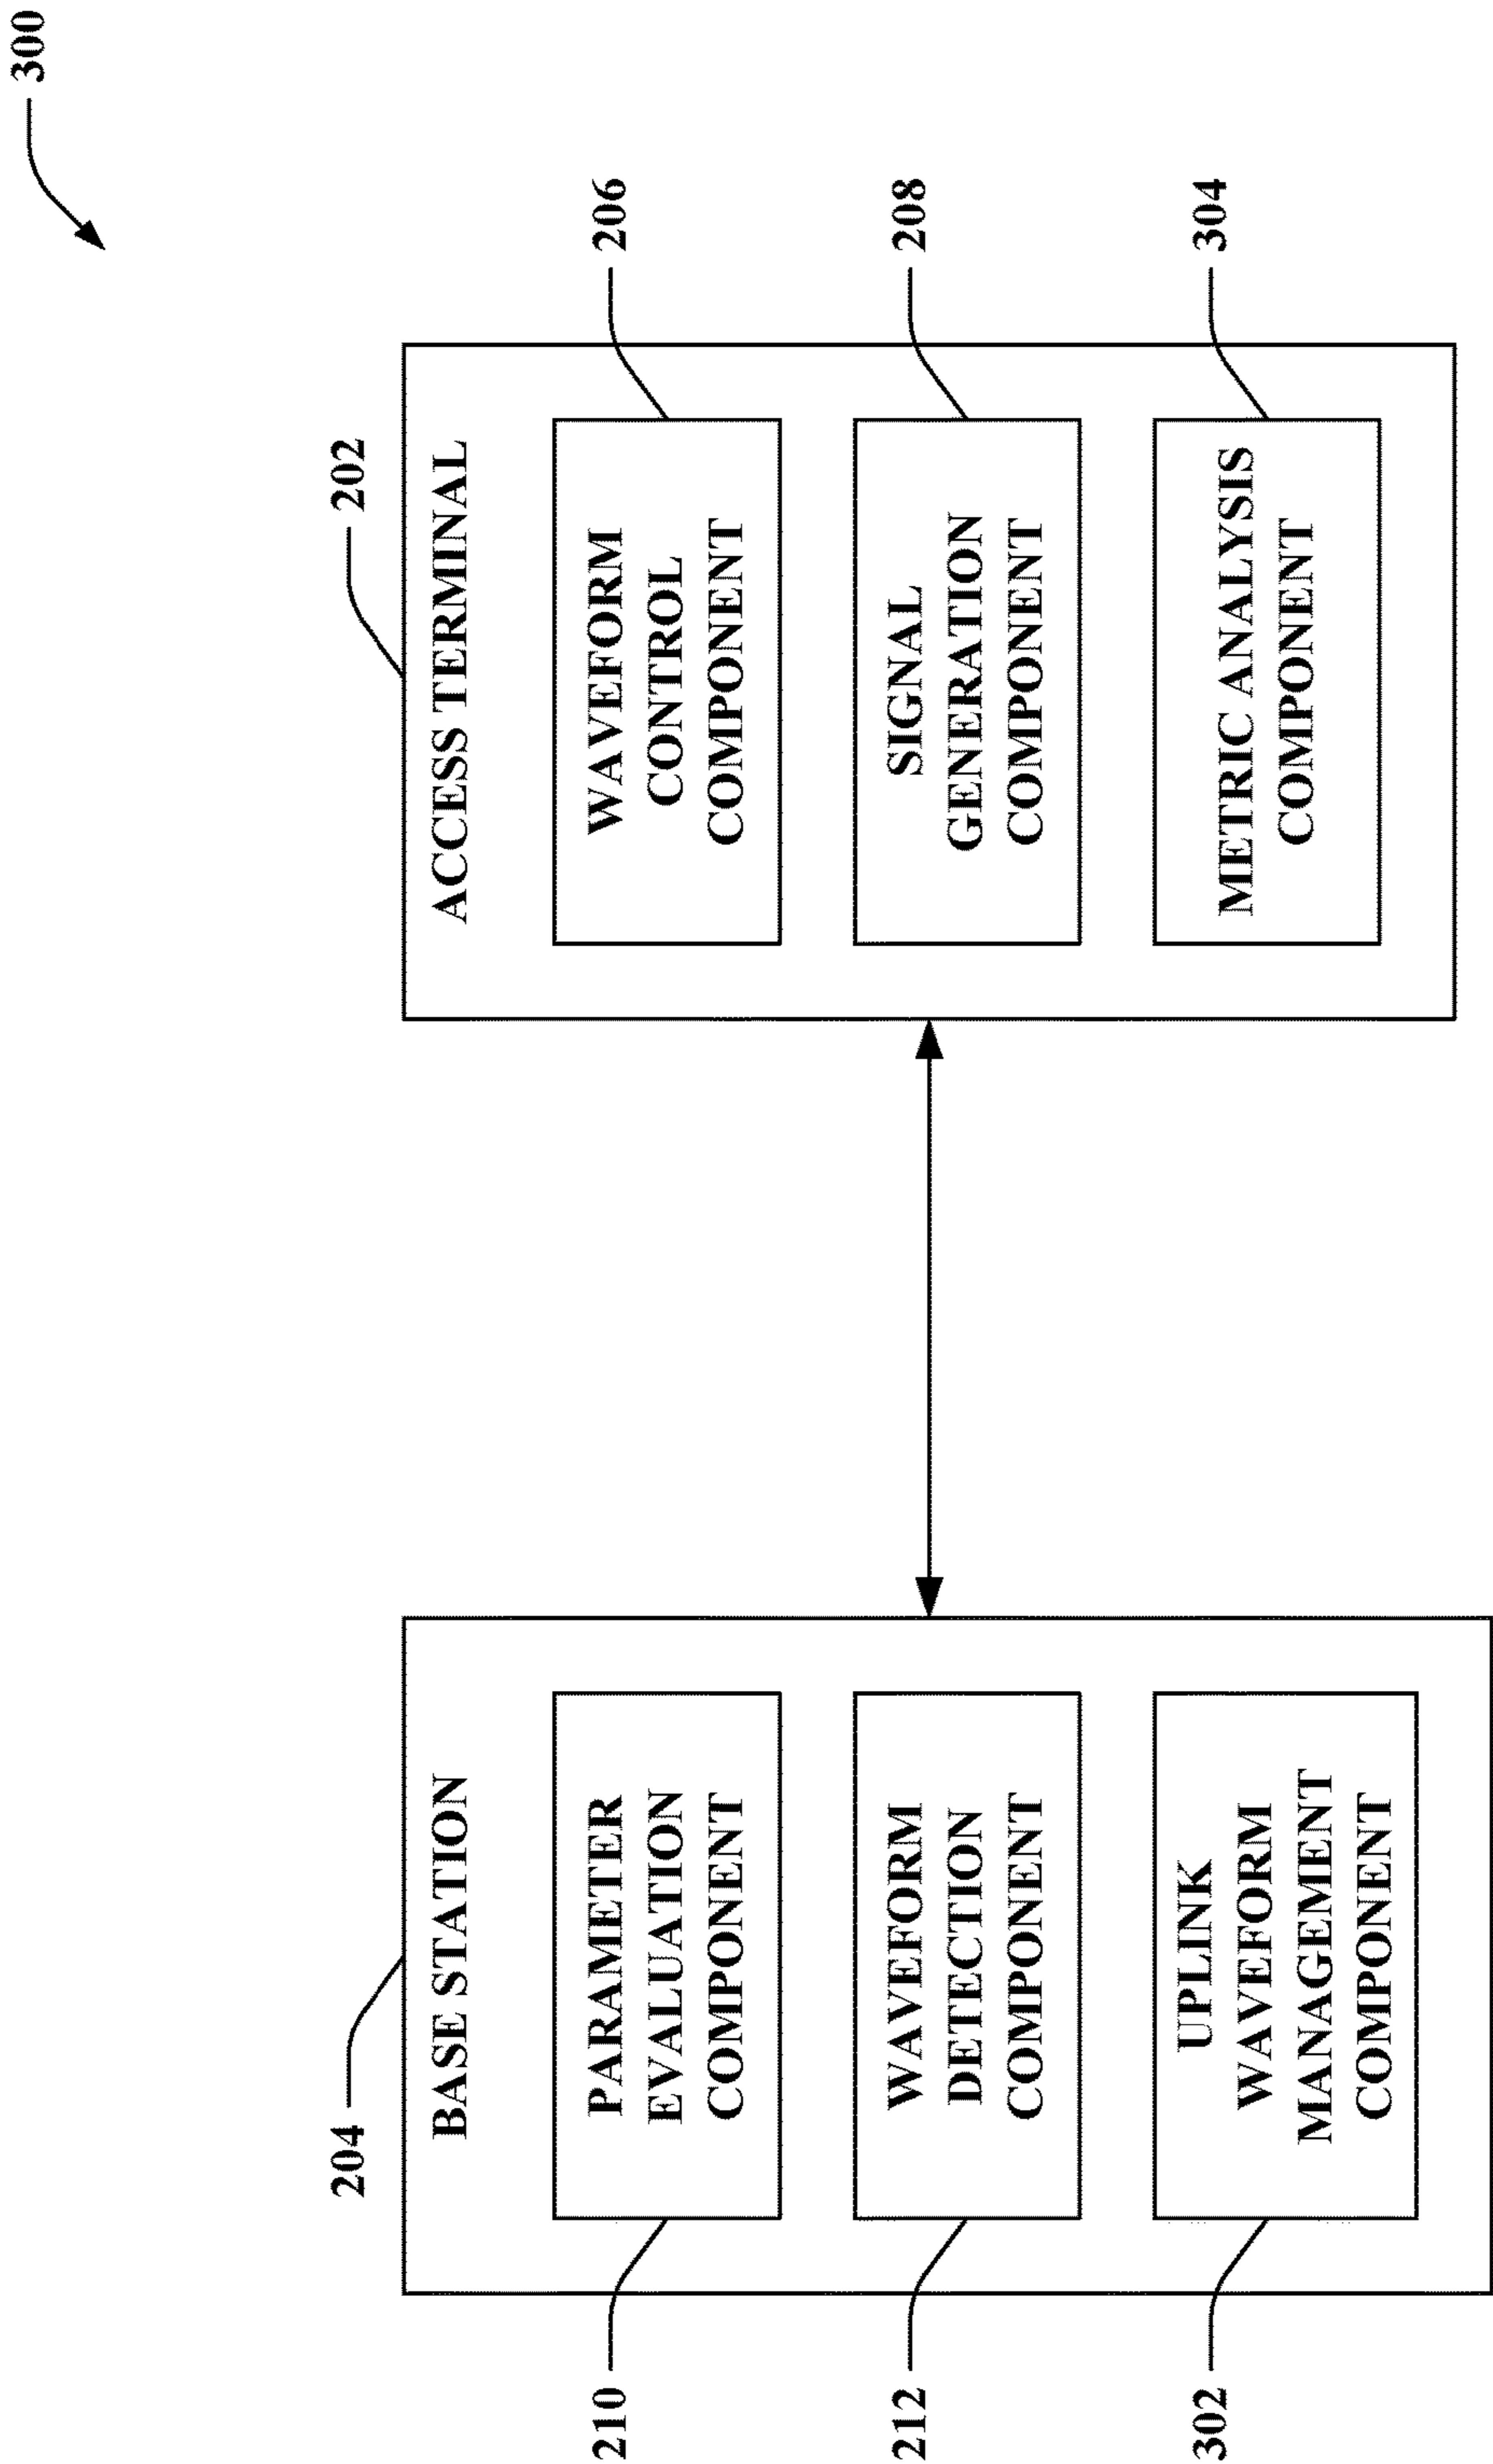 300
204
BASE STATION
210
PARAMETER
EVALUATION
COMPONENT
212
WAVEFORM
DETECTION
COMPONENT
302
UPLINK
WAVEFORM
MANAGEMENT
COMPONENT
202
ACCESS TERMINAL
206
WAVEFORM
CONTROL
COMPONENT
208
SIGNAL
GENERATION
COMPONENT
304
METRIC ANALYSIS
COMPONENT